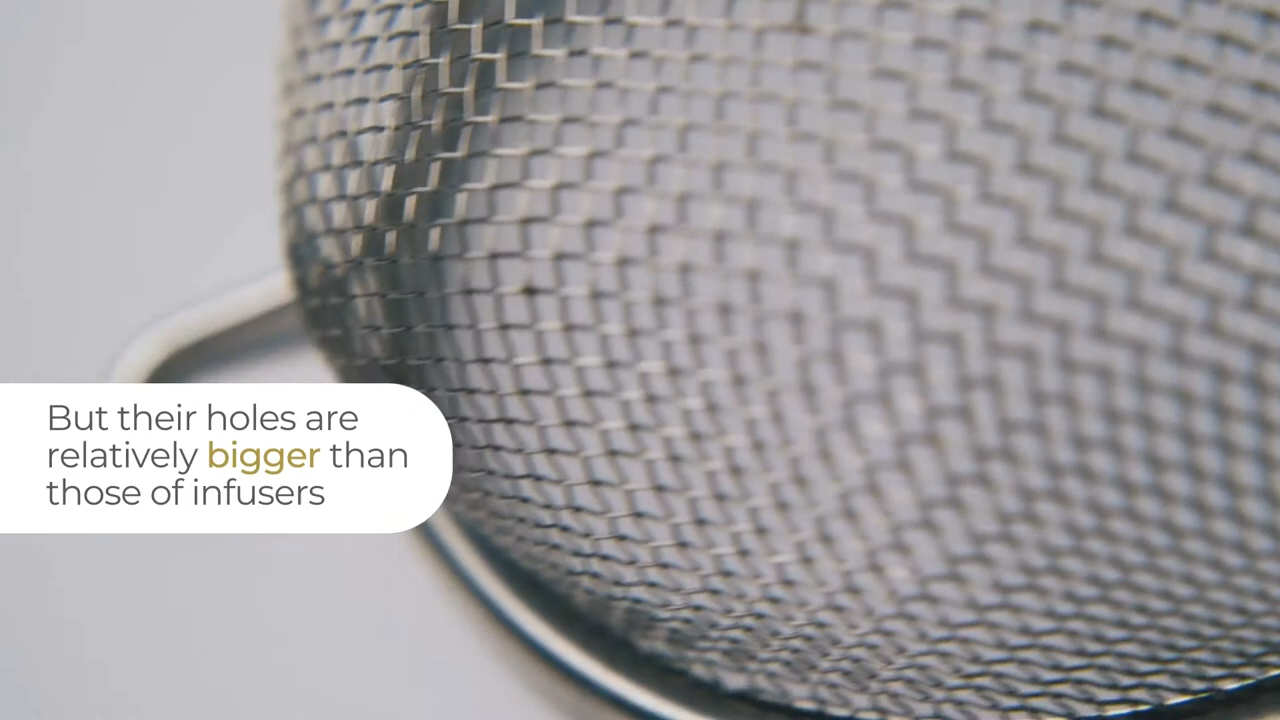 But their holes are
relatively bigger than
those of infusers